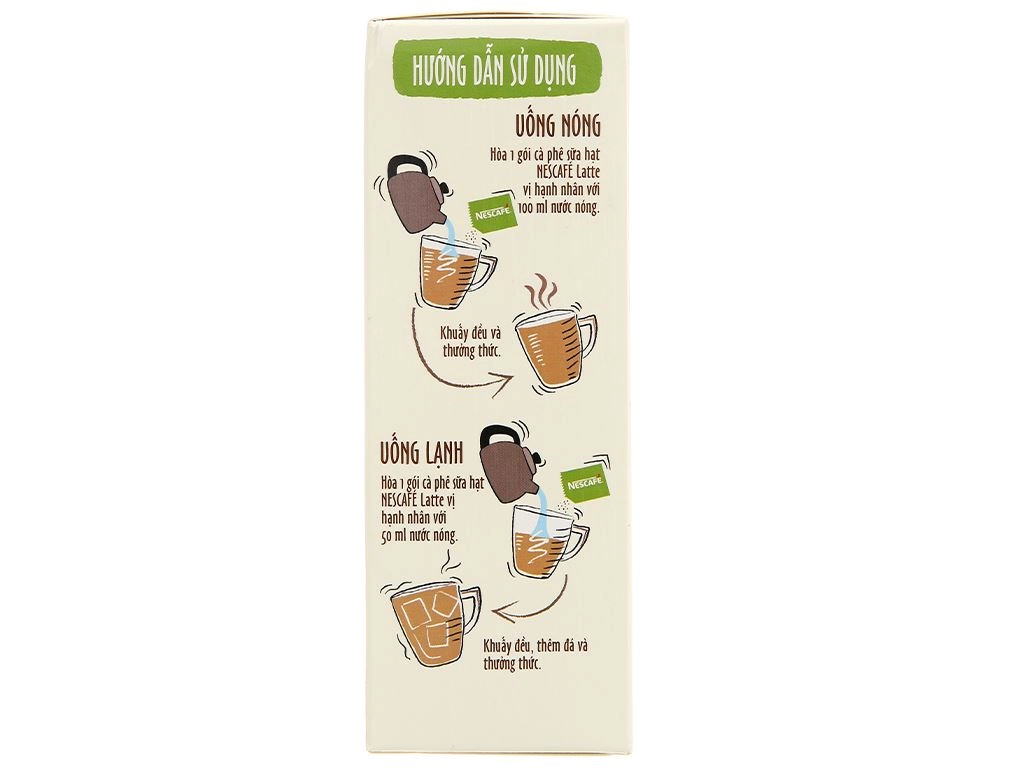 HƯỚNG DẪN SỬ DỤNG
UỐNG NÓNG
Hòa 1 gói cà phê sữa hạt
NESCAFÉ Latte
vị hạnh nhân với
100 ml nước nóng.
NESCAFÉ
Khuấy đều và
thưởng thức.
UỐNG LẠNH
Hòa 1 gói cà phê sữa hạt
NESCAFÉ Latte vị
hạnh nhân với
50 ml nước nóng.
NESCAFÉ
Khuấy đều, thêm đá và
thưởng thức.